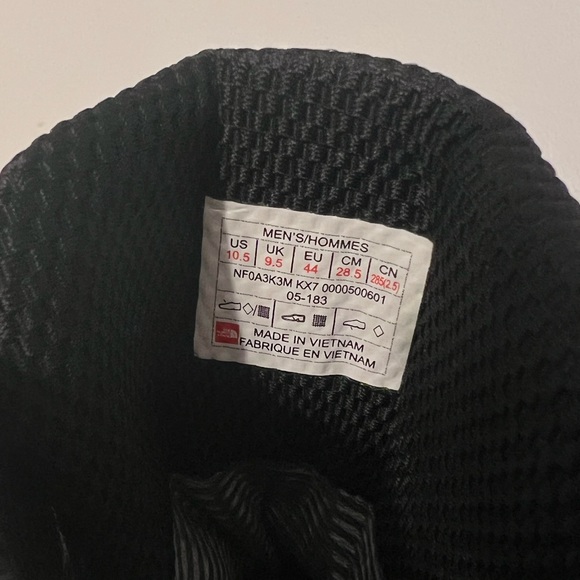 MEN'S/HOMMES
US UK EU CM CN
10.5 9.5 44 28.5 285(2.5)
NF0A3K3M KX7 0000500601
05-183
MADE IN VIETNAM
FABRIQUE EN VIETNAM